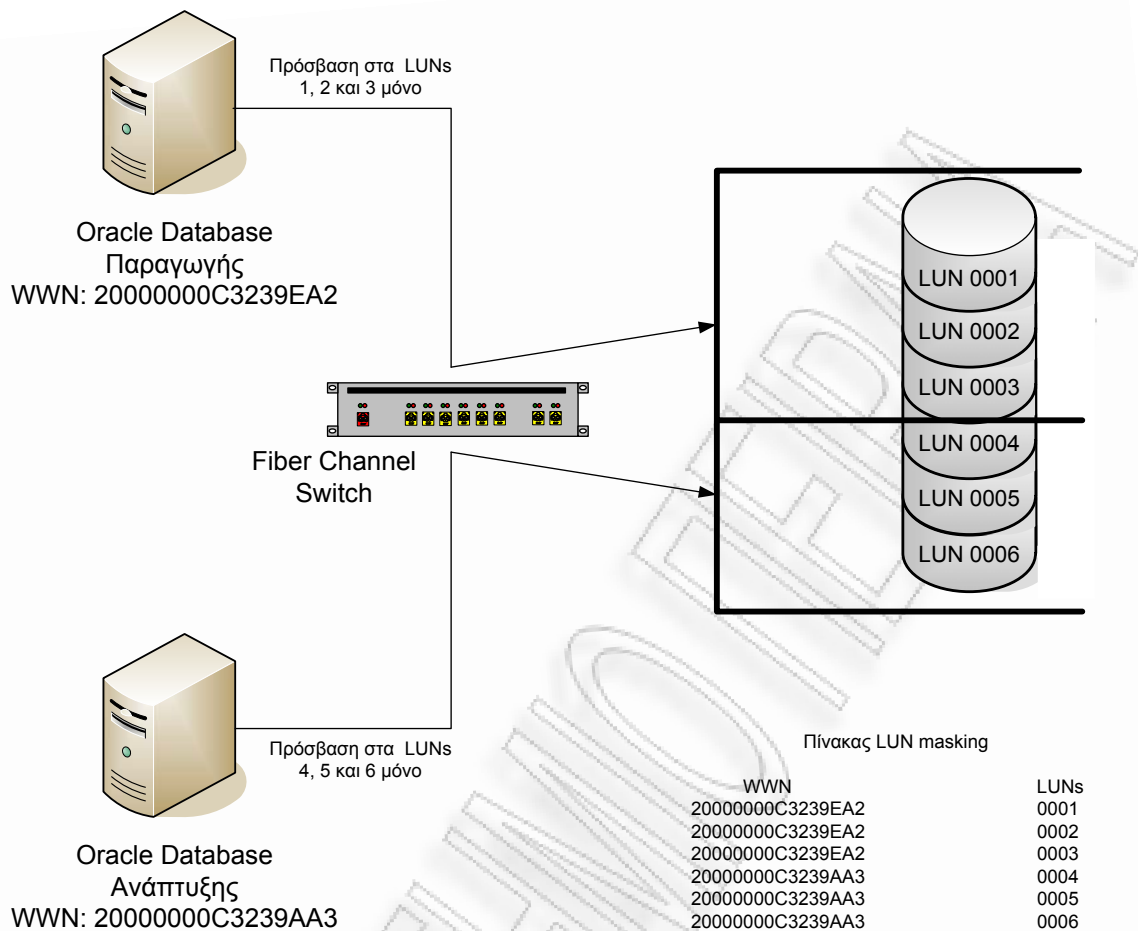 Πρόσβαση στα LUNs
1, 2 και 3 μόνο
Oracle Database
Παραγωγής
WWN: 20000000C3239EA2
LUN 0001
LUN 0002
LUN 0003
LUN 0004
LUN 0005
LUN 0006
Fiber Channel
Switch
Πρόσβαση στα LUNs
4, 5 και 6 μόνο
Oracle Database
Ανάπτυξης
WWN: 20000000C3239AA3
Πίνακας LUN masking
WWN LUNs
20000000C3239EA2 0001
20000000C3239EA2 0002
20000000C3239EA2 0003
20000000C3239AA3 0004
20000000C3239AA3 0005
20000000C3239AA3 0006